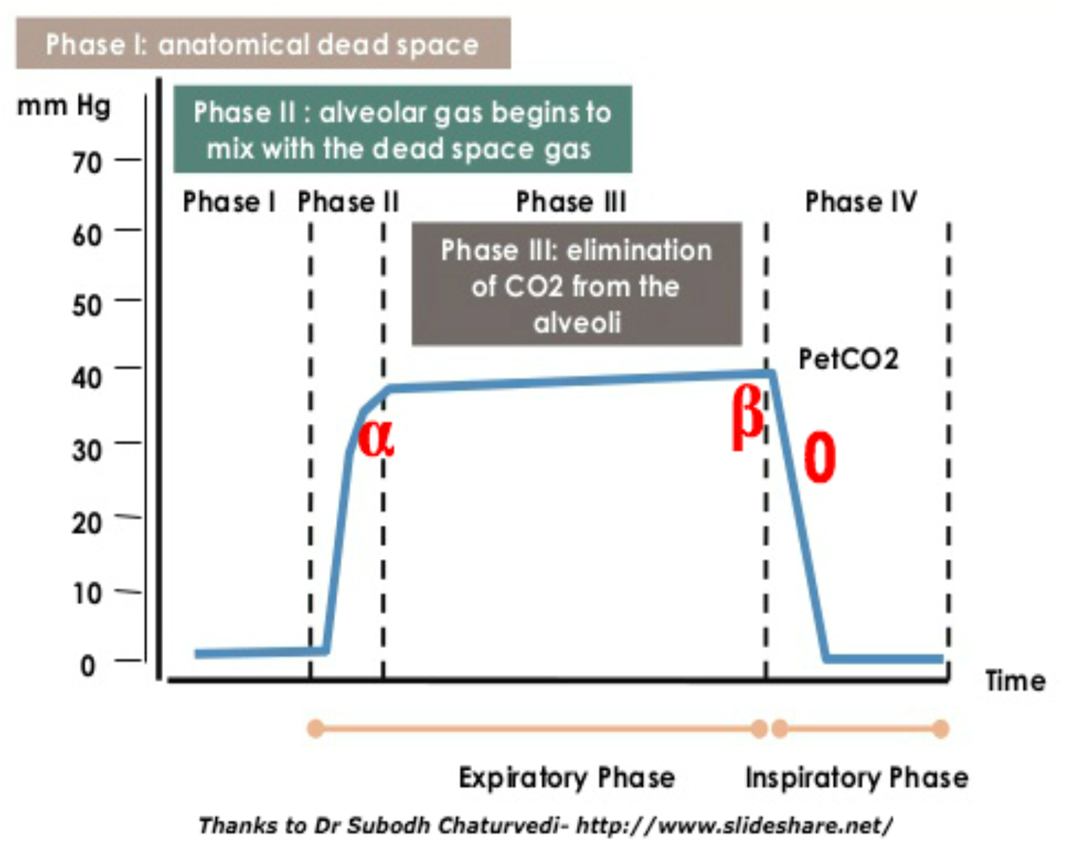 Phase I: anatomical dead space
mm Hg
Phase II : alveolar gas begins to
mix with the dead space gas
70
Phase I Phase II Phase III Phase IV
60
Phase III: elimination
of CO2 from the
alveoli
50
PetCO2
40
β
α
0
30
20
10
0
Time
Expiratory Phase Inspiratory Phase
Thanks to Dr Subodh Chaturvedi- http://www.slideshare.net/